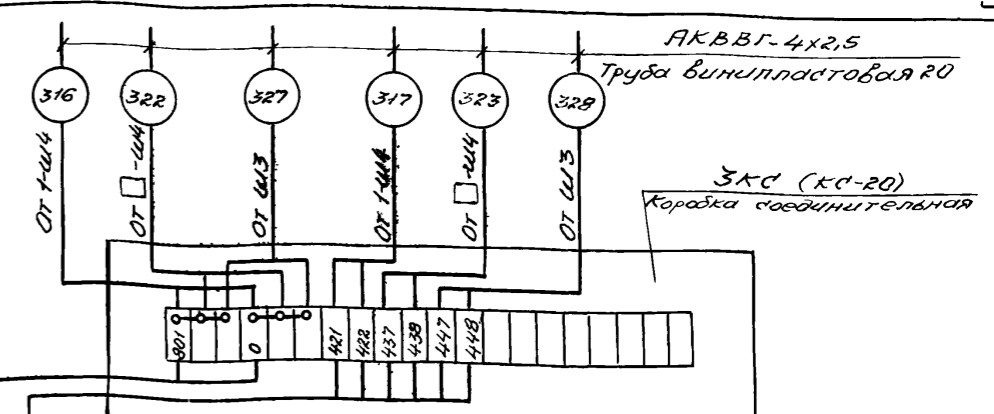 АКВВГ-4х2,5
Труба винилластовая 20
316 322 327 317 323 328
От 1-Ш4
От □-Ш4
От Ш3
От 1-Ш4
От □-Ш4
От Ш3
3КС (КС-20)
Коробка соединительная
801 0 421 422 437 438 447 448